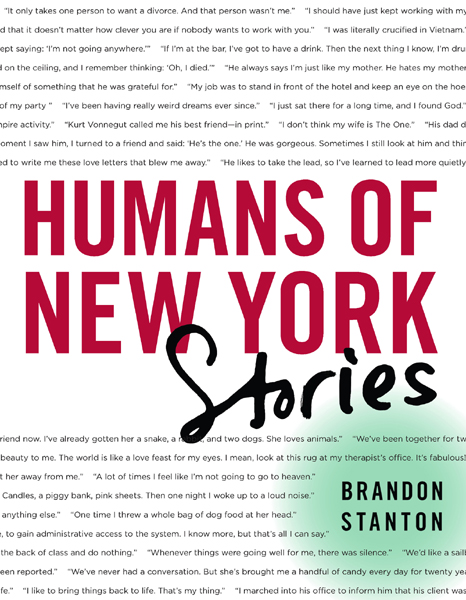 "It only takes one person to want a divorce. And that person wasn't me." "I should have just kept working with my
d that it doesn't matter how clever you are if nobody wants to work with you." "I was literally crucified in Vietnam."
ept saying: 'I'm not going anywhere.'" "If I'm at the bar, I've got to have a drink. Then the next thing I know, I'm dru
d on the ceiling, and I remember thinking: 'Oh, I died.'" "He always says I'm just like my mother. He hates my mother
mself of something that he was grateful for." "My job was to stand in front of the hotel and keep an eye on the hoe
of my party " "I've been having really weird dreams ever since." "I just sat there for a long time, and I found God."
mpire activity." "Kurt Vonnegut called me his best friend—in print." "I don't think my wife is The One." "His dad d
oment I saw him, I turned to a friend and said: 'He's the one.' He was gorgeous. Sometimes I still look at him and thin
ed to write me these love letters that blew me away." "He likes to take the lead, so I've learned to lead more quietly
HUMANS OF
NEW YORK
Stories
riend now. I've already gotten her a snake, a and two dogs. She loves animals." "We've been together for tw
beauty to me. The world is like a love feast for my eyes. I mean, look at this rug at my therapist's office. It's fabulous!
t her away from me." "A lot of times I feel like I'm not going to go to heaven."
Candles, a piggy bank, pink sheets. Then one night I woke up to a loud noise."
anything else." "One time I threw a whole bag of dog food at her head."
e, to gain administrative access to the system. I know more, but that's all I can say."
the back of class and do nothing." "Whenever things were going well for me, there was silence." "We'd like a sail
een reported." "We've never had a conversation. But she's brought me a handful of candy every day for twenty yea
fe." "I like to bring things back to life. That's my thing." "I marched into his office to inform him that his client was
BRANDON
STANTON